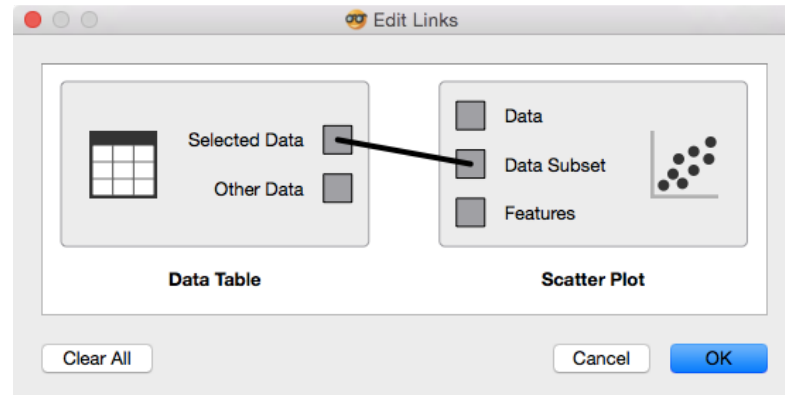 Edit Links
Selected Data
Other Data
Data Table
Data
Data Subset
Features
Scatter Plot
Clear All
Cancel
OK